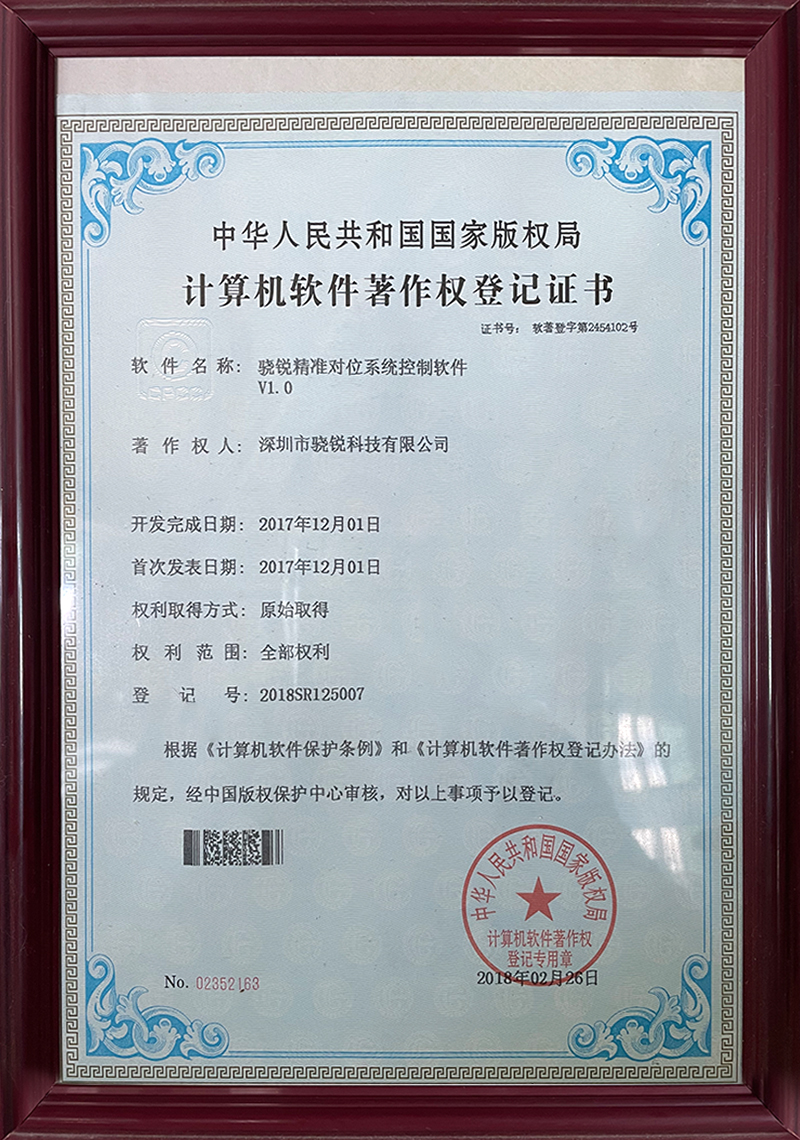 中华人民共和国国家版权局
计算机软件著作权登记证书
证书号： 软著登字第2454102号
软件名称： 骁锐精准对位系统控制软件
V1.0
著作权人： 深圳市骁锐科技有限公司
开发完成日期： 2017年12月01日
首次发表日期： 2017年12月01日
权利取得方式： 原始取得
权利范围： 全部权利
登记号： 2018SR125007
根据《计算机软件保护条例》和《计算机软件著作权登记办法》的
规定，经中国版权保护中心审核，对以上事项予以登记。
中华人民共和国国家版权局
计算机软件著作权
登记专用章
No. 02352163
2018年02月26日